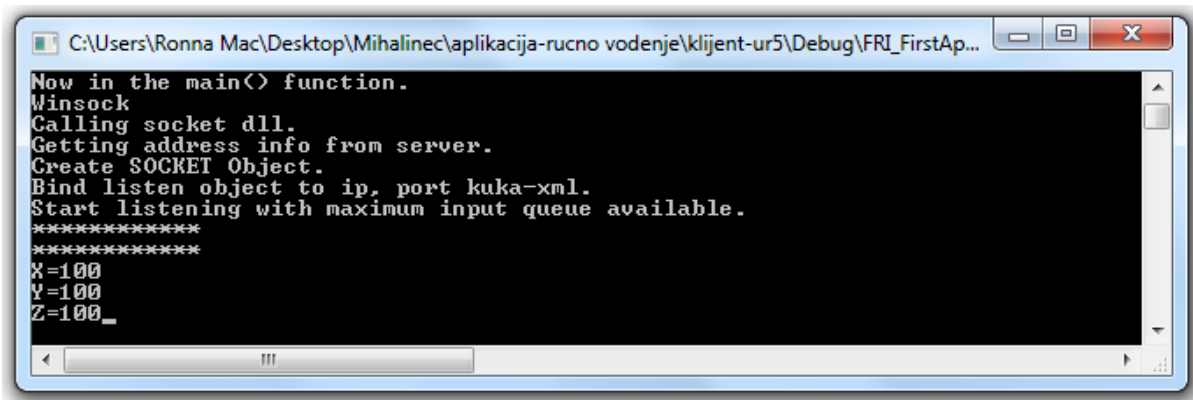 C:\Users\Ronna Mac\Desktop\Mihalinec\aplikacija-rucno vodenje\klijent-ur5\Debug\FRI_FirstAp...
Now in the main() function.
Winsock
Calling socket dll.
Getting address info from server.
Create SOCKET Object.
Bind listen object to ip, port kuka-xml.
Start listening with maximum input queue available.
************
************
X=100
Y=100
Z=100_